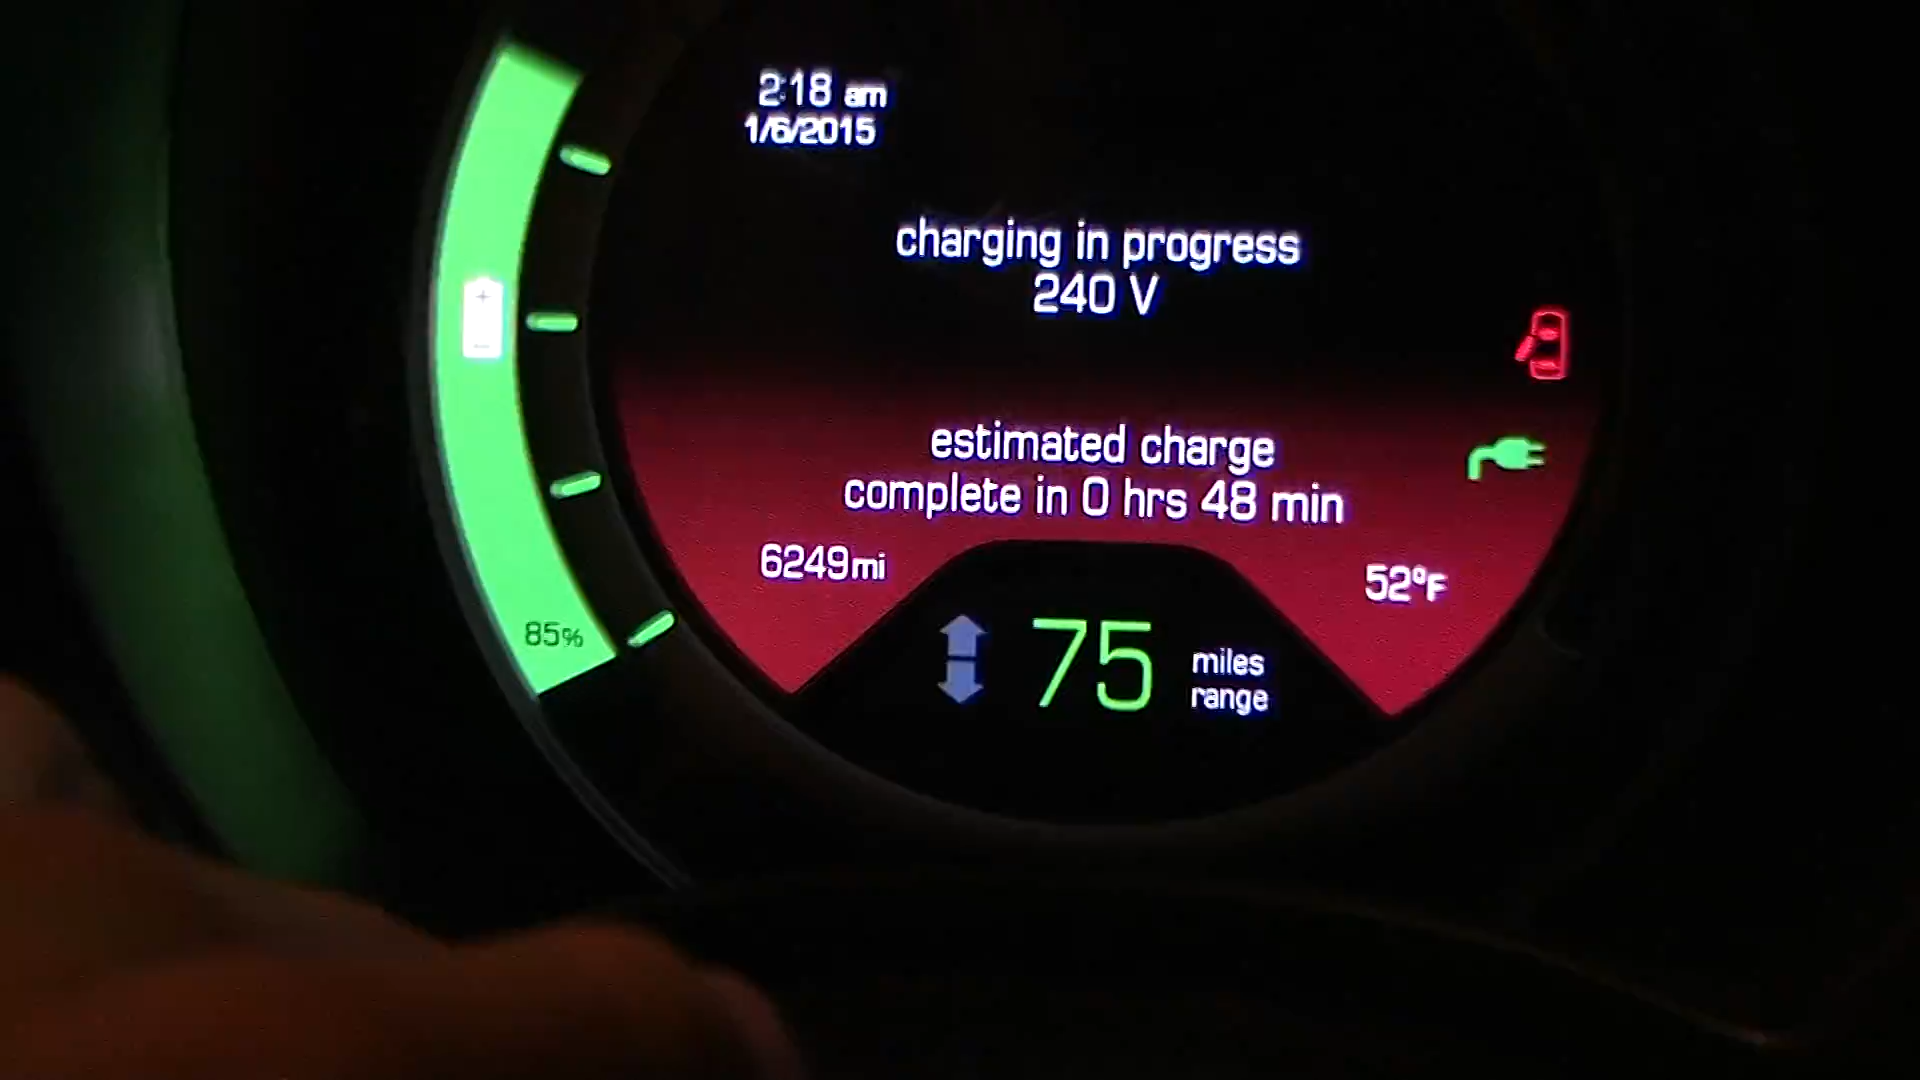 2:18 am
1/6/2015
charging in progress
240 V
estimated charge
complete in 0 hrs 48 min
6249mi
52°F
85%
75
miles
range